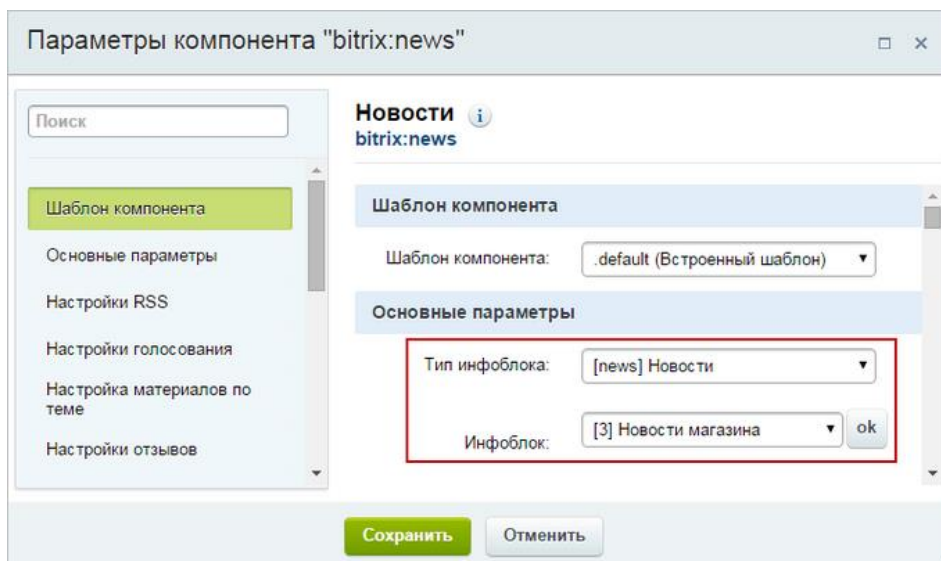 Параметры компонента "bitrix:news"
Поиск
Шаблон компонента
Основные параметры
Настройки RSS
Настройки голосования
Настройка материалов по
теме
Настройки отзывов
Новости i
bitrix:news
Шаблон компонента
Шаблон компонента: .default (Встроенный шаблон)
Основные параметры
Тип инфоблока: [news] Новости
Инфоблок: [3] Новости магазина ok
Сохранить Отменить